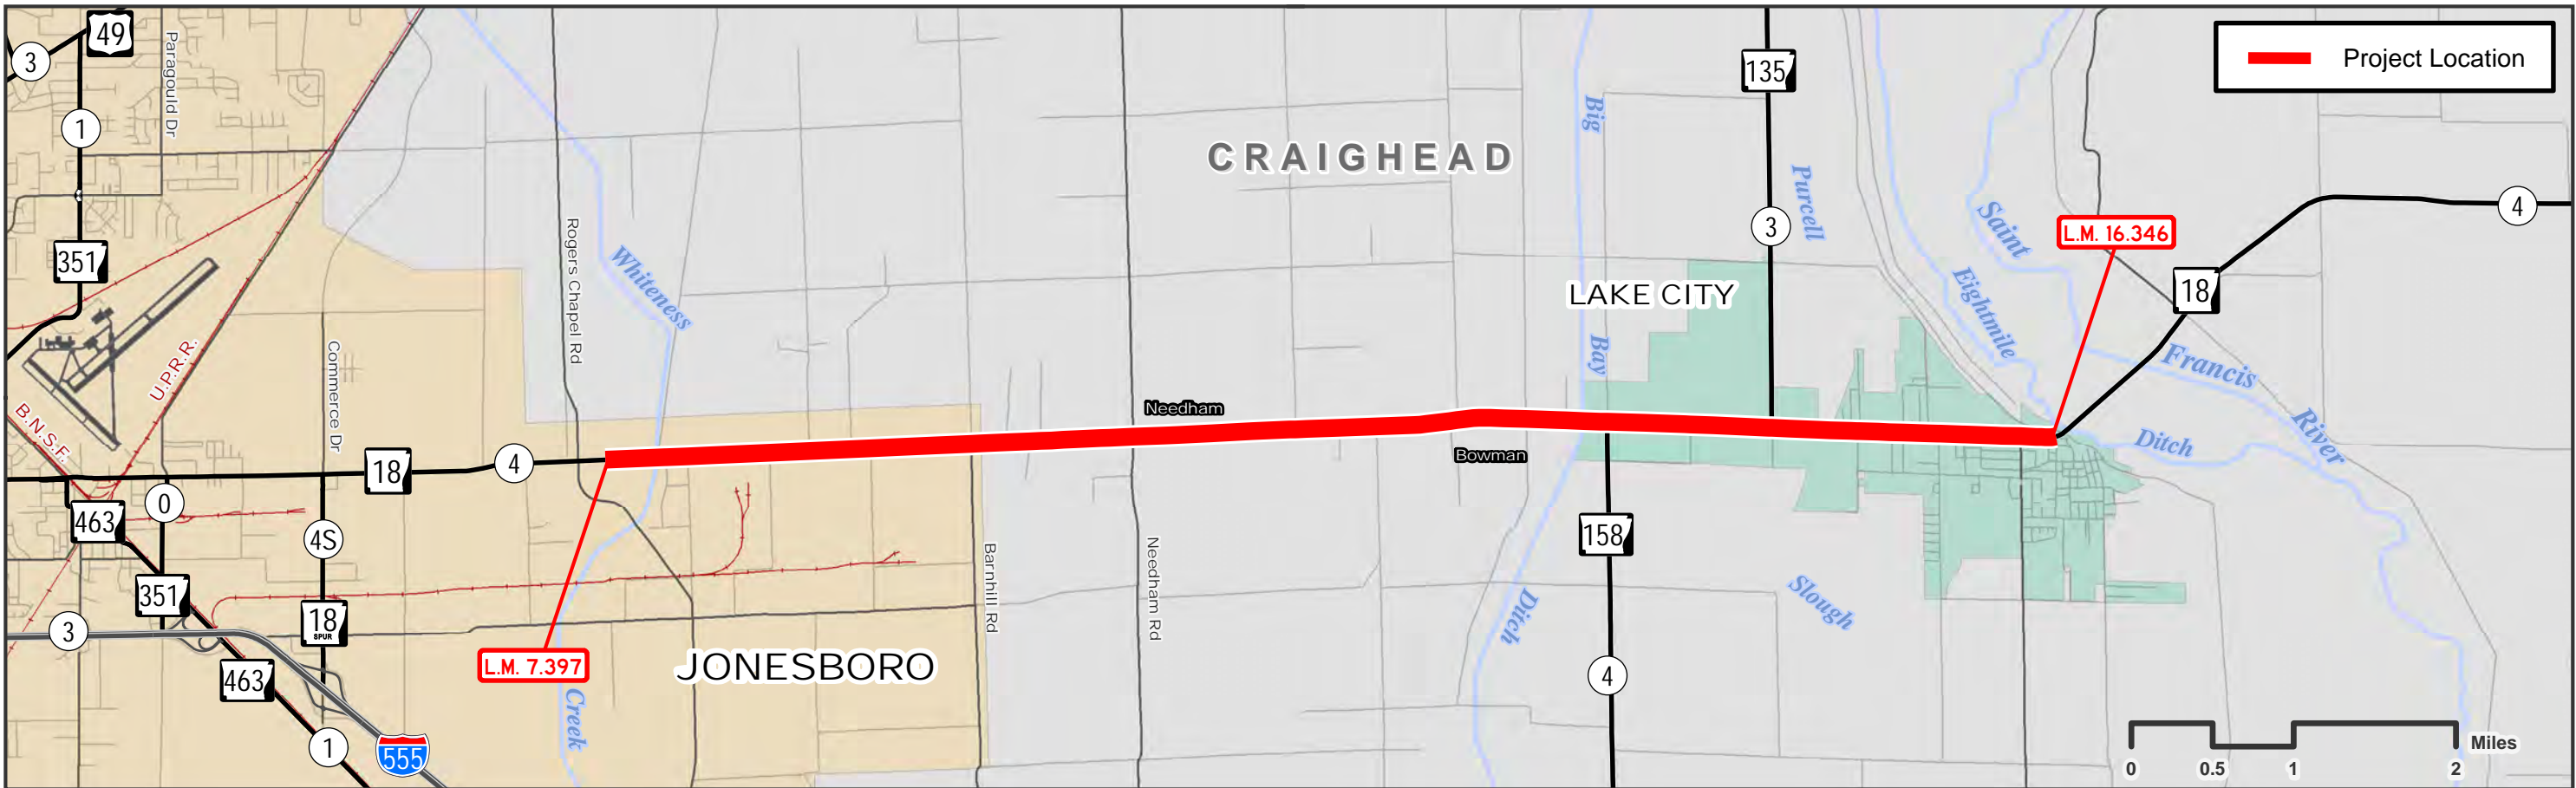 49
3
Paragould Dr
1
351
Project Location
135
Big
CRAIGHEAD
Purcell
3
Saint
L.M. 16.346
4
Rogers Chapel Rd
Whiteness
Eightmile
18
LAKE CITY
U.P.R.R.
Commerce Dr
Bay
Francis
B.N.S.F.
Needham
River
Bowman
Ditch
18
4
463
0
4S
158
351
18
SPUR
Barnhill Rd
Needham Rd
Ditch
Slough
3
463
L.M. 7.397
JONESBORO
4
Creek
1
555
Miles
0 0.5 1 2